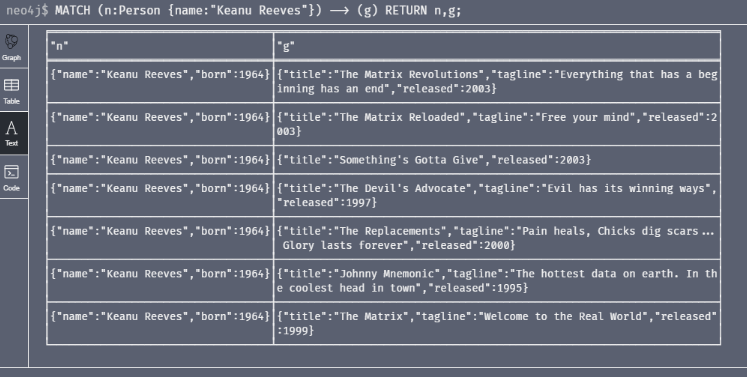 neo4j$ MATCH (n:Person {name:"Keanu Reeves"}) ⟶ (g) RETURN n,g;
Graph
Table
A
Text
Code
"n" "g"
{"name":"Keanu Reeves","born":1964} {"title":"The Matrix Revolutions","tagline":"Everything that has a beg
inning has an end","released":2003}
{"name":"Keanu Reeves","born":1964} {"title":"The Matrix Reloaded","tagline":"Free your mind","released":2
003}
{"name":"Keanu Reeves","born":1964} {"title":"Something's Gotta Give","released":2003}
{"name":"Keanu Reeves","born":1964} {"title":"The Devil's Advocate","tagline":"Evil has its winning ways",
"released":1997}
{"name":"Keanu Reeves","born":1964} {"title":"The Replacements","tagline":"Pain heals, Chicks dig scars...
Glory lasts forever","released":2000}
{"name":"Keanu Reeves","born":1964} {"title":"Johnny Mnemonic","tagline":"The hottest data on earth. In th
e coolest head in town","released":1995}
{"name":"Keanu Reeves","born":1964} {"title":"The Matrix","tagline":"Welcome to the Real World","released"
:1999}